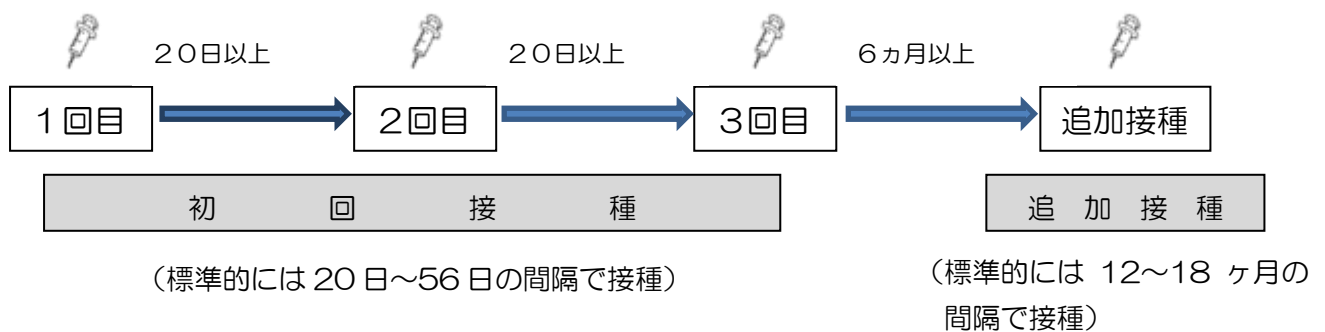 ２０日以上
２０日以上
６ヵ月以上
１回目
２回目
３回目
追加接種
初回接種
追加接種
（標準的には 20 日～56 日の間隔で接種）
（標準的には 12～18 ヶ月の
間隔で接種）